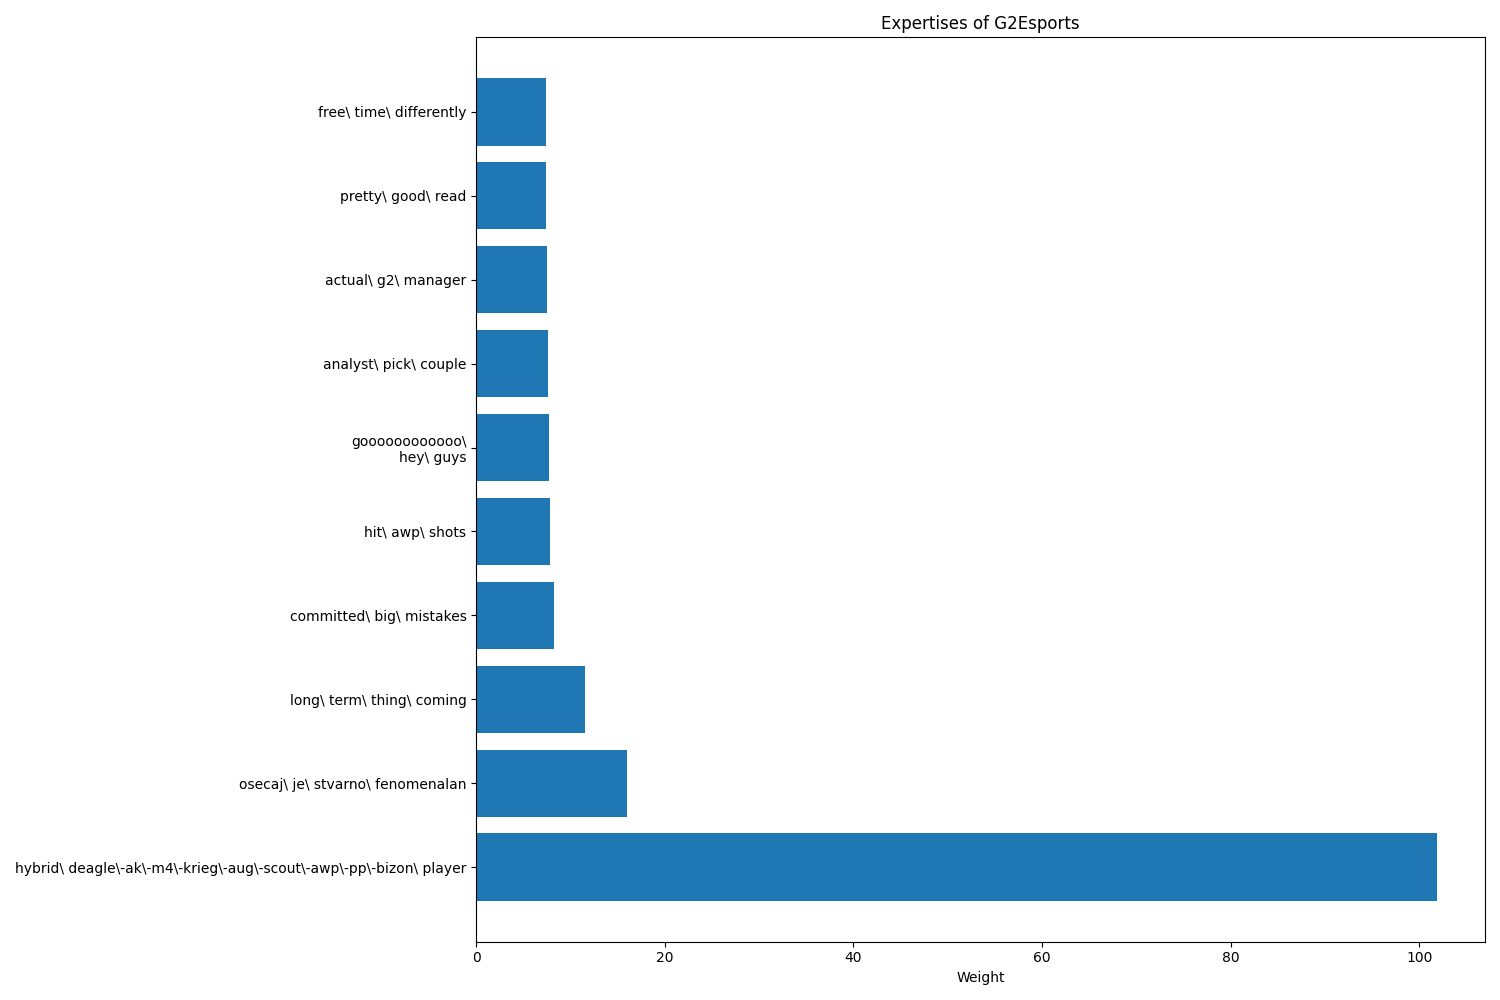 Expertises of G2Esports
free\ time\ differently
pretty\ good\ read
actual\ g2\ manager
analyst\ pick\ couple
goooooooooooo\
hey\ guys
hit\ awp\ shots
committed\ big\ mistakes
long\ term\ thing\ coming
osecaj\ je\ stvarno\ fenomenalan
hybrid\ deagle\-ak\-m4\-krieg\-aug\-scout\-awp\-pp\-bizon\ player
0 20 40 60 80 100
Weight